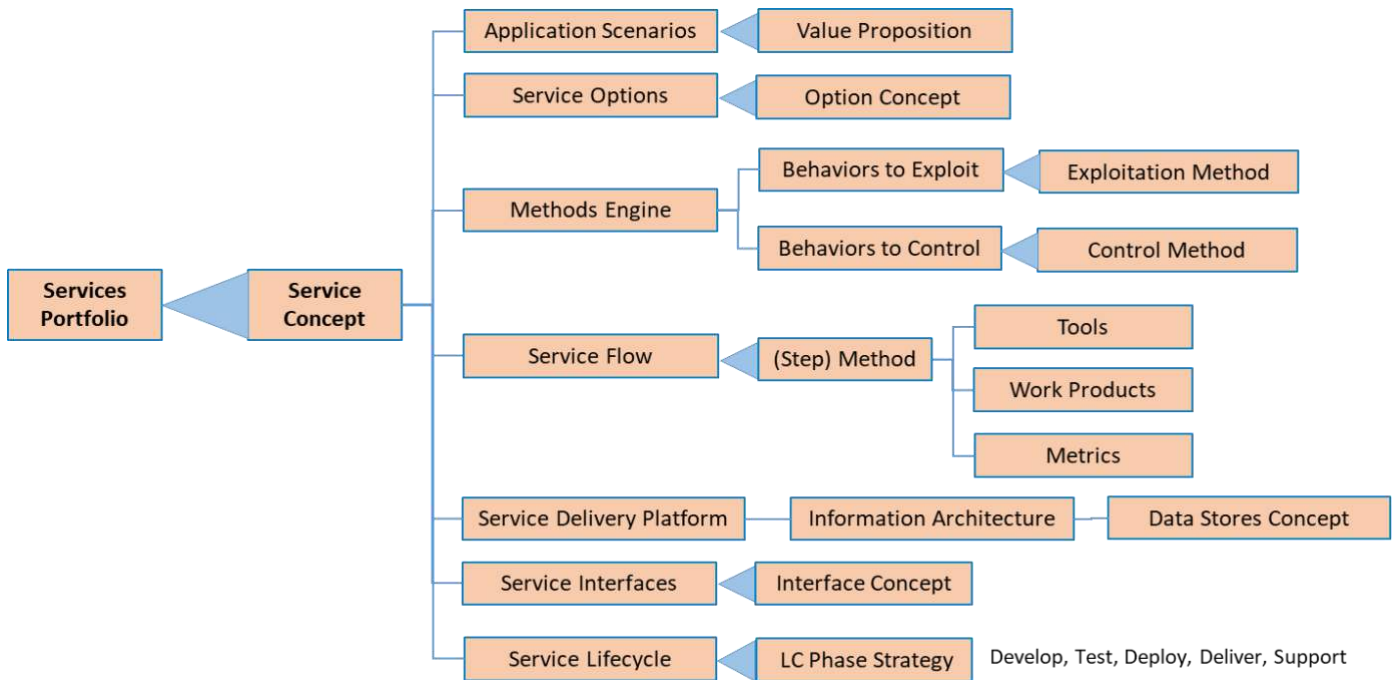 Application Scenarios
Value Proposition
Service Options
Option Concept
Behaviors to Exploit
Exploitation Method
Methods Engine
Behaviors to Control
Control Method
Services
Portfolio
Service
Concept
Tools
Service Flow
(Step) Method
Work Products
Metrics
Service Delivery Platform
Information Architecture
Data Stores Concept
Service Interfaces
Interface Concept
Service Lifecycle
LC Phase Strategy
Develop, Test, Deploy, Deliver, Support